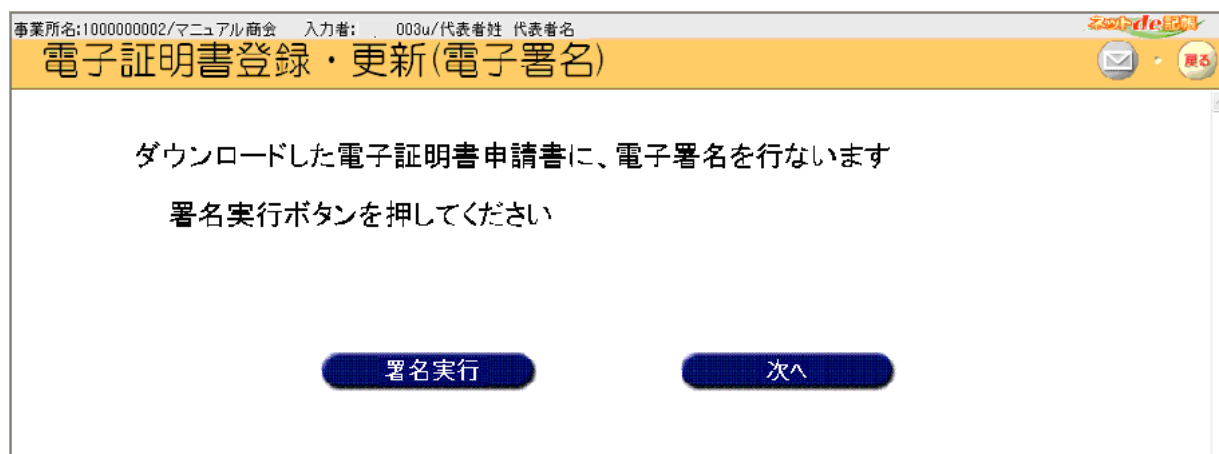 事業所名:1000000002/マニュアル商会 入力者: . 003u/代表者姓 代表者名
ネットde記帳
電子証明書登録・更新(電子署名)
戻る
ダウンロードした電子証明書申請書に、電子署名を行ないます
署名実行ボタンを押してください
署名実行
次へ